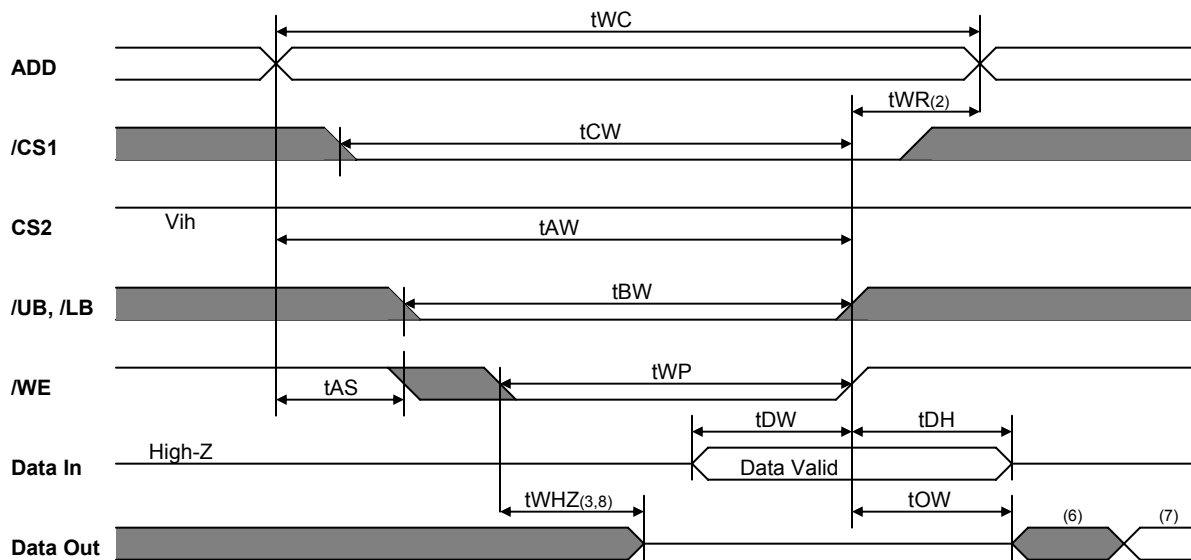 tWC
ADD
tWR(2)
/CS1
tCW
CS2
Vih
tAW
/UB, /LB
tBW
/WE
tAS
tWP
tDW
tDH
Data In
High-Z
Data Valid
tWHZ(3,8)
tOW
Data Out
(6)
(7)